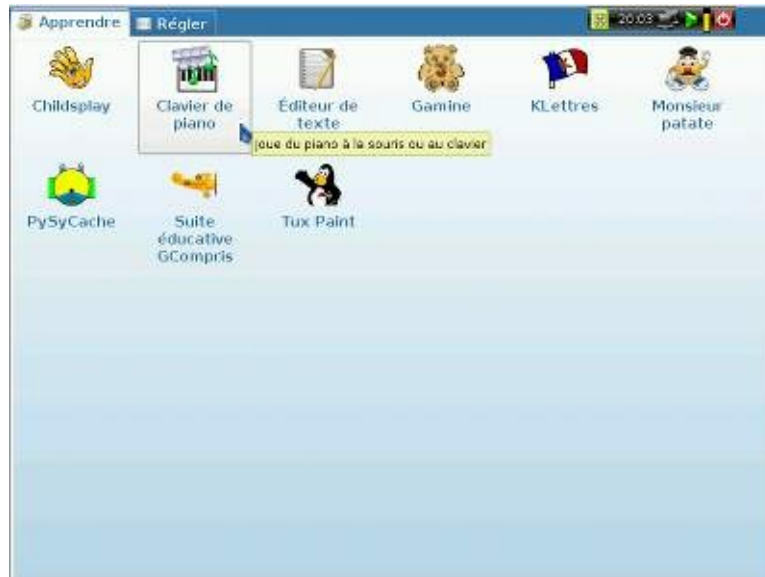 Apprendre Régler 20:03
Childsplay Clavier de piano Éditeur de texte Gamine KLettres Monsieur patate
joue du piano à la souris ou au clavier
PySyCache Suite éducative GCompris Tux Paint